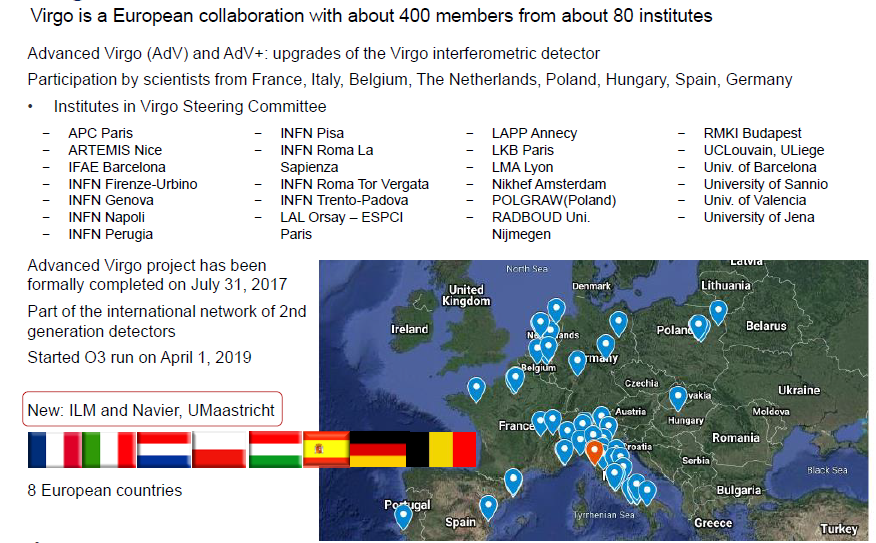 Virgo is a European collaboration with about 400 members from about 80 institutes
Advanced Virgo (AdV) and AdV+: upgrades of the Virgo interferometric detector
Participation by scientists from France, Italy, Belgium, The Netherlands, Poland, Hungary, Spain, Germany
• Institutes in Virgo Steering Committee
– APC Paris
– ARTEMIS Nice
– IFAE Barcelona
– INFN Firenze-Urbino
– INFN Genova
– INFN Napoli
– INFN Perugia
– INFN Pisa
– INFN Roma La
Sapienza
– INFN Roma Tor Vergata
– INFN Trento-Padova
– LAL Orsay – ESPCI
Paris
– LAPP Annecy
– LKB Paris
– LMA Lyon
– Nikhef Amsterdam
– POLGRAW(Poland)
– RADBOUD Uni.
Nijmegen
– RMKI Budapest
– UCLouvain, ULiege
– Univ. of Barcelona
– University of Sannio
– Univ. of Valencia
– University of Jena
Advanced Virgo project has been
formally completed on July 31, 2017
Part of the international network of 2nd
generation detectors
Started O3 run on April 1, 2019
New: ILM and Navier, UMaastricht
8 European countries
Latvia
North Sea
Denmark
Lithuania
United
Kingdom
Ireland
Poland
Belarus
Belgium
Czechia
Ukraine
Austria
Moldova
Hungary
France
Romania
Serbia
Black Sea
Bulgaria
Portugal
Spain
Tyrrhenian Sea
Greece
Turkey